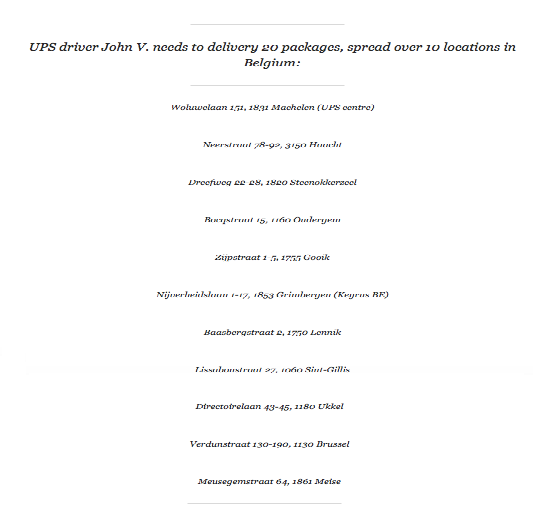 UPS driver John V. needs to delivery 20 packages, spread over 10 locations in
Belgium:
Woluwelaan 151, 1831 Machelen (UPS centre)
Neerstraat 78-92, 3150 Haacht
Dreefweg 22-28, 1820 Steenokkerzeel
Bocqstraat 15, 1160 Oudergem
Zijpstraat 1-5, 1755 Gooik
Nijverheidslaan 1-17, 1853 Grimbergen (Keyrus BE)
Baasbergstraat 2, 1750 Lennik
Lissabonstraat 27, 1060 Sint-Gillis
Directoirelaan 43-45, 1180 Ukkel
Verdunstraat 130-190, 1130 Brussel
Meusegemstraat 64, 1861 Meise